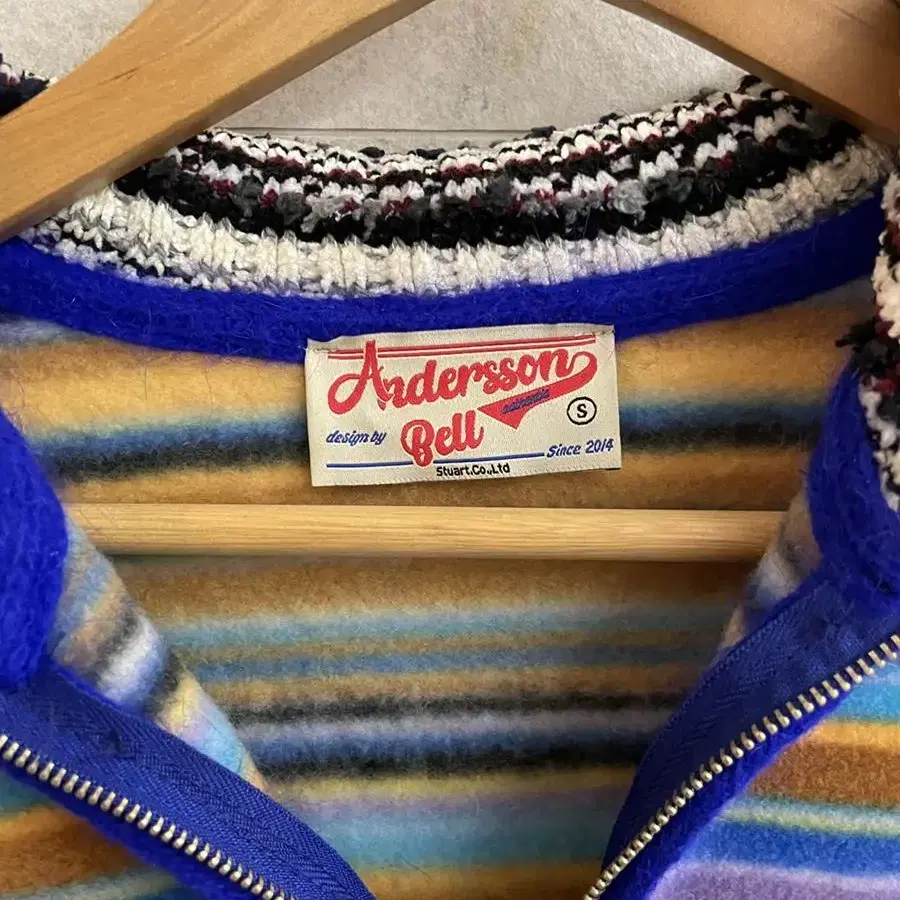 Andersson
Bell
authentic
S
design by
Since 2014
Stuart.Co.,Ltd